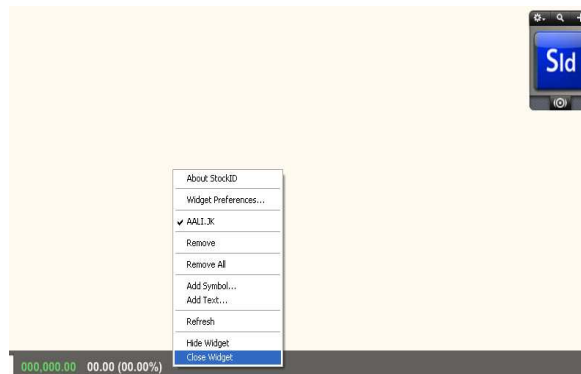 Sld
About StockID
Widget Preferences...
AALI.JK
Remove
Remove All
Add Symbol...
Add Text...
Refresh
Hide Widget
Close Widget
000,000.00 00.00 (00.00%)